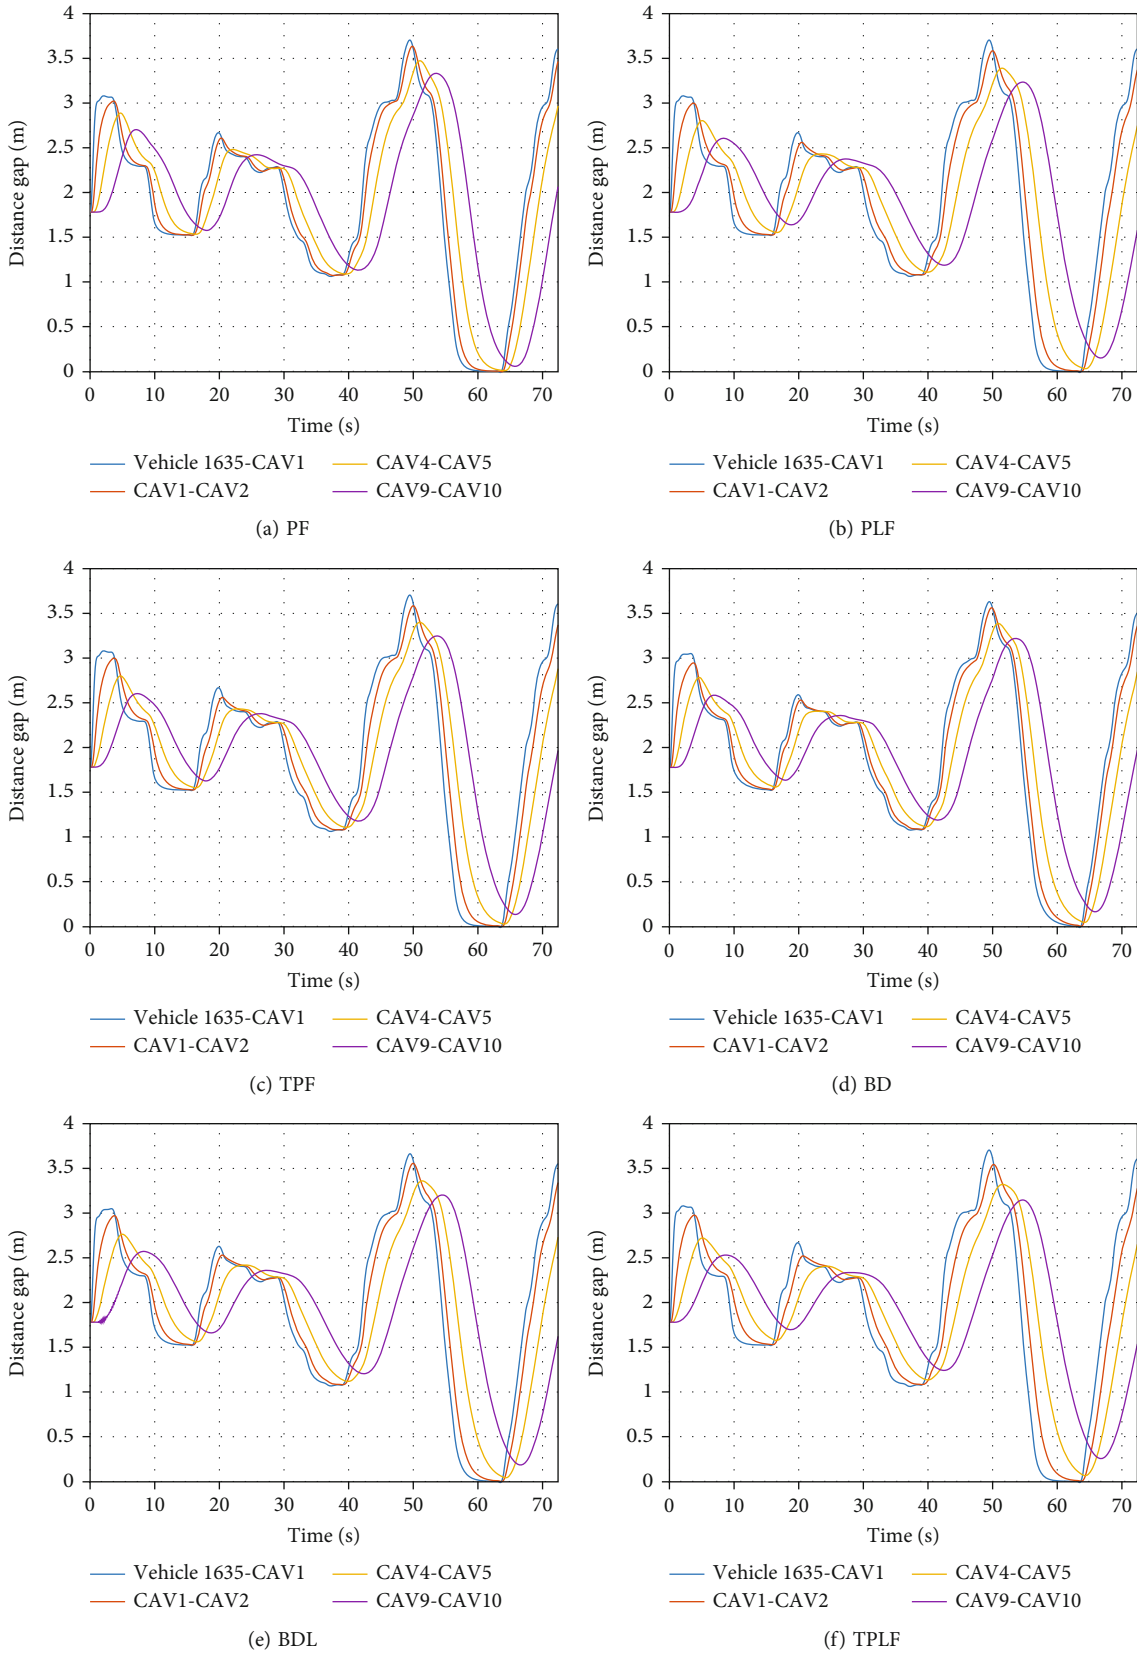 4
3.5
3
2.5
2
1.5
1
0.5
0
Distance gap (m)
0 10 20 30 40 50 60 70
Time (s)
Vehicle 1635-CAV1
CAV1-CAV2
CAV4-CAV5
CAV9-CAV10
(a) PF
4
3.5
3
2.5
2
1.5
1
0.5
0
Distance gap (m)
0 10 20 30 40 50 60 70
Time (s)
Vehicle 1635-CAV1
CAV1-CAV2
CAV4-CAV5
CAV9-CAV10
(b) PLF
4
3.5
3
2.5
2
1.5
1
0.5
0
Distance gap (m)
0 10 20 30 40 50 60 70
Time (s)
Vehicle 1635-CAV1
CAV1-CAV2
CAV4-CAV5
CAV9-CAV10
(c) TPF
4
3.5
3
2.5
2
1.5
1
0.5
0
Distance gap (m)
0 10 20 30 40 50 60 70
Time (s)
Vehicle 1635-CAV1
CAV1-CAV2
CAV4-CAV5
CAV9-CAV10
(d) BD
4
3.5
3
2.5
2
1.5
1
0.5
0
Distance gap (m)
0 10 20 30 40 50 60 70
Time (s)
Vehicle 1635-CAV1
CAV1-CAV2
CAV4-CAV5
CAV9-CAV10
(e) BDL
4
3.5
3
2.5
2
1.5
1
0.5
0
Distance gap (m)
0 10 20 30 40 50 60 70
Time (s)
Vehicle 1635-CAV1
CAV1-CAV2
CAV4-CAV5
CAV9-CAV10
(f) TPLF